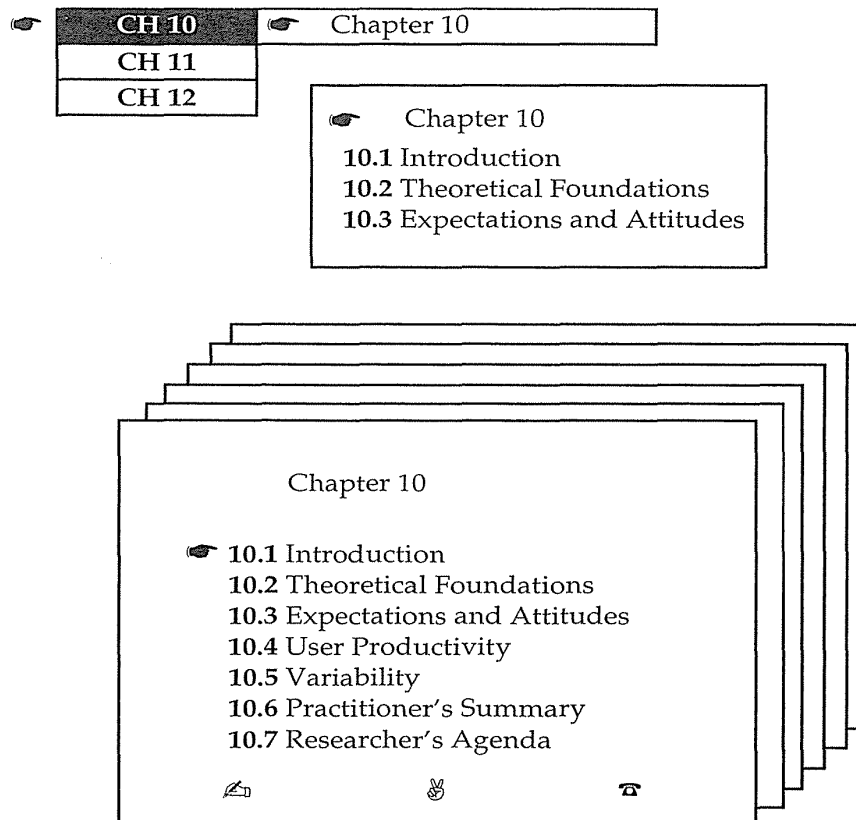 CH 10 Chapter 10
CH 11
CH 12
Chapter 10
10.1 Introduction
10.2 Theoretical Foundations
10.3 Expectations and Attitudes
Chapter 10
10.1 Introduction
10.2 Theoretical Foundations
10.3 Expectations and Attitudes
10.4 User Productivity
10.5 Variability
10.6 Practitioner's Summary
10.7 Researcher's Agenda